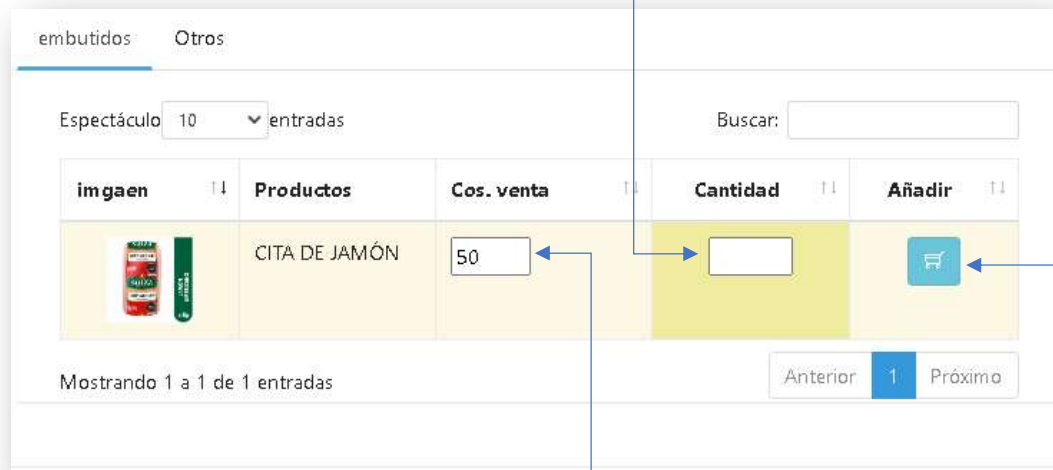 embutidos Otros
Espectáculo 10 entradas Buscar:
imgaen Productos Cos. venta Cantidad Añadir
CITA DE JAMÓN 50
Mostrando 1 a 1 de 1 entradas Anterior 1 Próximo